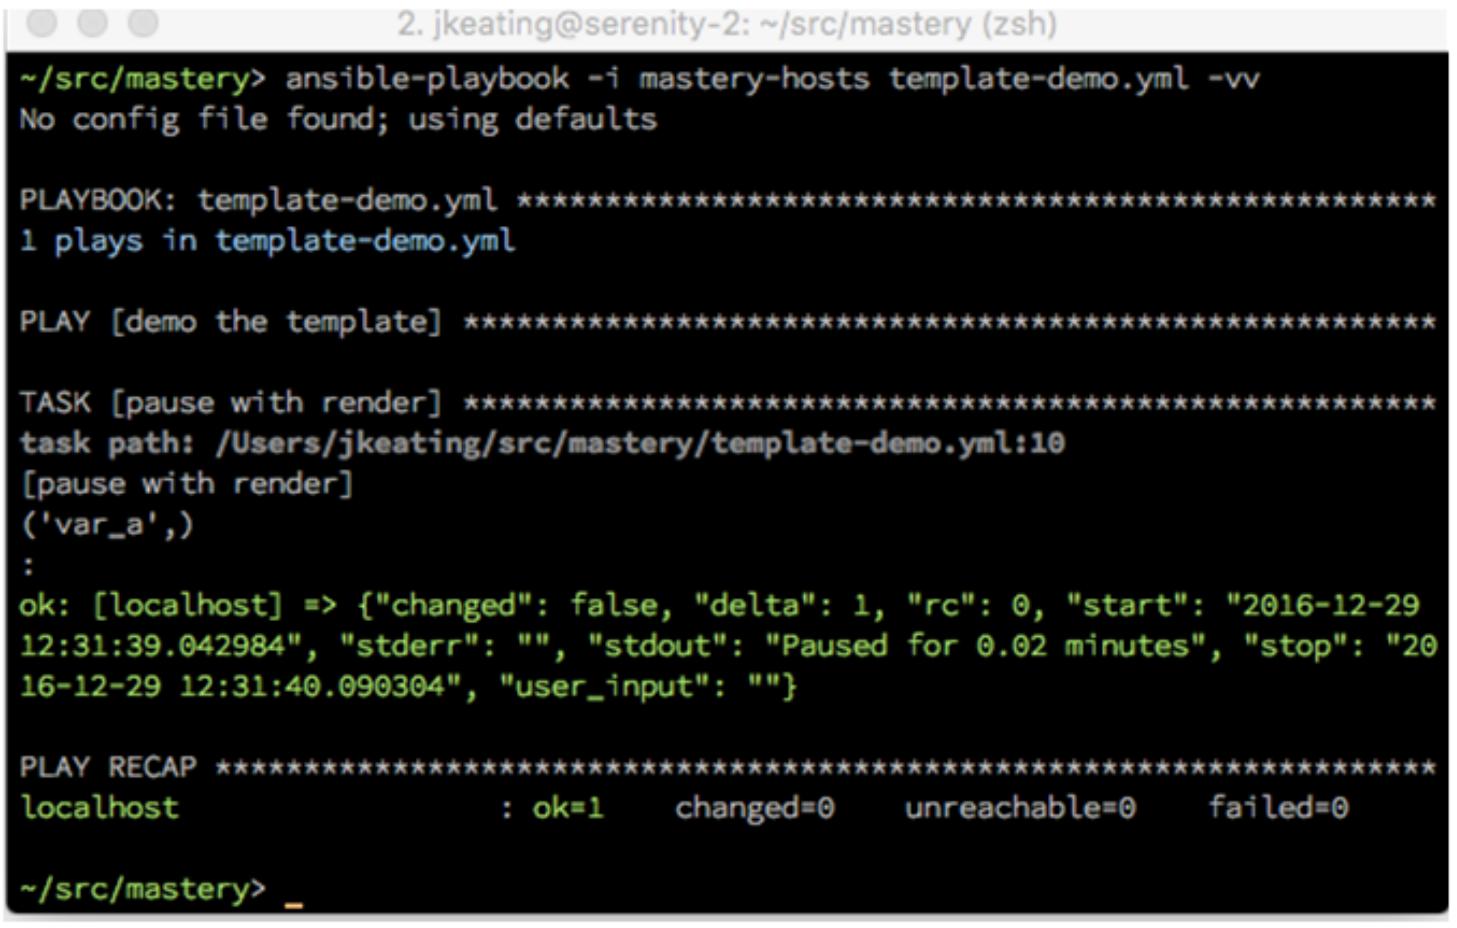 2. jkeating@serenity-2: ~/src/mastery (zsh)
~/src/mastery> ansible-playbook -i mastery-hosts template-demo.yml -vv
No config file found; using defaults
PLAYBOOK: template-demo.yml ****************************************************
1 plays in template-demo.yml
PLAY [demo the template] *******************************************************
TASK [pause with render] *******************************************************
task path: /Users/jkeating/src/mastery/template-demo.yml:10
[pause with render]
('var_a',)
:
ok: [localhost] => {"changed": false, "delta": 1, "rc": 0, "start": "2016-12-29
12:31:39.042984", "stderr": "", "stdout": "Paused for 0.02 minutes", "stop": "20
16-12-29 12:31:40.090304", "user_input": ""}
PLAY RECAP *********************************************************************
localhost : ok=1 changed=0 unreachable=0 failed=0
~/src/mastery> _